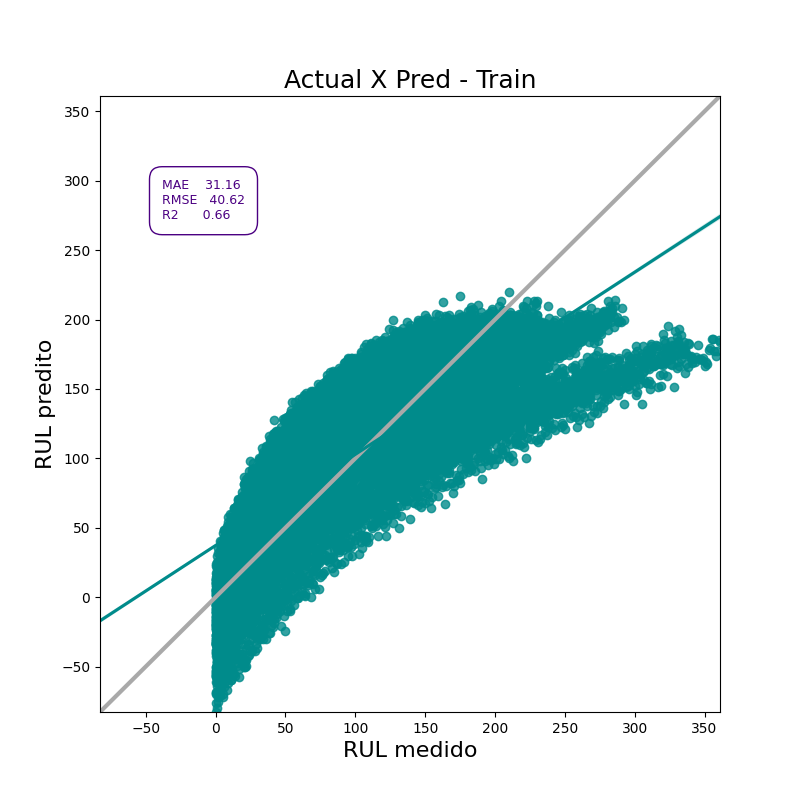 Actual X Pred - Train
350
300
250
200
150
100
50
0
−50
MAE 31.16
RMSE 40.62
R2 0.66
RUL predito
−50 0 50 100 150 200 250 300 350
RUL medido